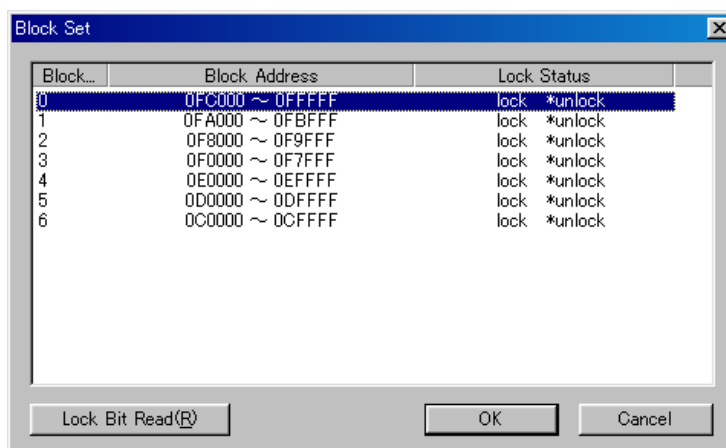 Block Set
Block... Block Address Lock Status
0 0FC000 ～ 0FFFFF lock *unlock
1 0FA000 ～ 0FBFFF lock *unlock
2 0F8000 ～ 0F9FFF lock *unlock
3 0F0000 ～ 0F7FFF lock *unlock
4 0E0000 ～ 0EFFFF lock *unlock
5 0D0000 ～ 0DFFFF lock *unlock
6 0C0000 ～ 0CFFFF lock *unlock
Lock Bit Read(R) OK Cancel